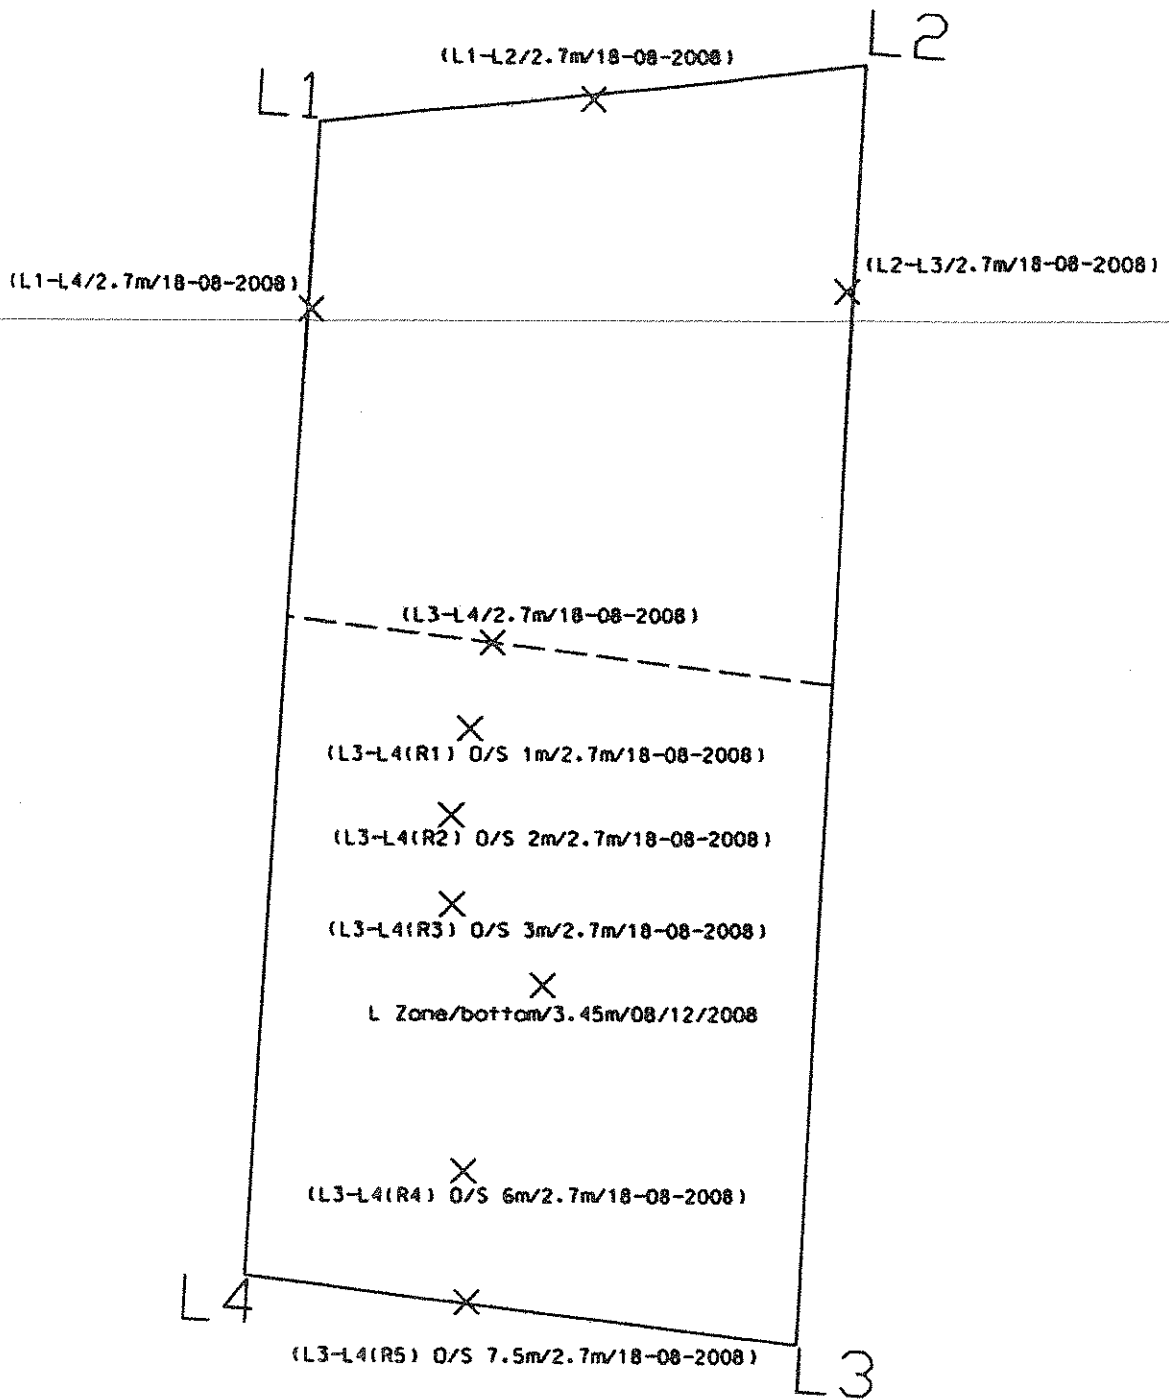 L2
(L1-L2/2.7m/18-08-2008)
L1
(L2-L3/2.7m/18-08-2008)
(L1-L4/2.7m/18-08-2008)
(L3-L4/2.7m/18-08-2008)
(L3-L4(R1) O/S 1m/2.7m/18-08-2008)
(L3-L4(R2) O/S 2m/2.7m/18-08-2008)
(L3-L4(R3) O/S 3m/2.7m/18-08-2008)
L Zone/bottom/3.45m/08/12/2008
(L3-L4(R4) O/S 6m/2.7m/18-08-2008)
L4
(L3-L4(R5) O/S 7.5m/2.7m/18-08-2008)
L3